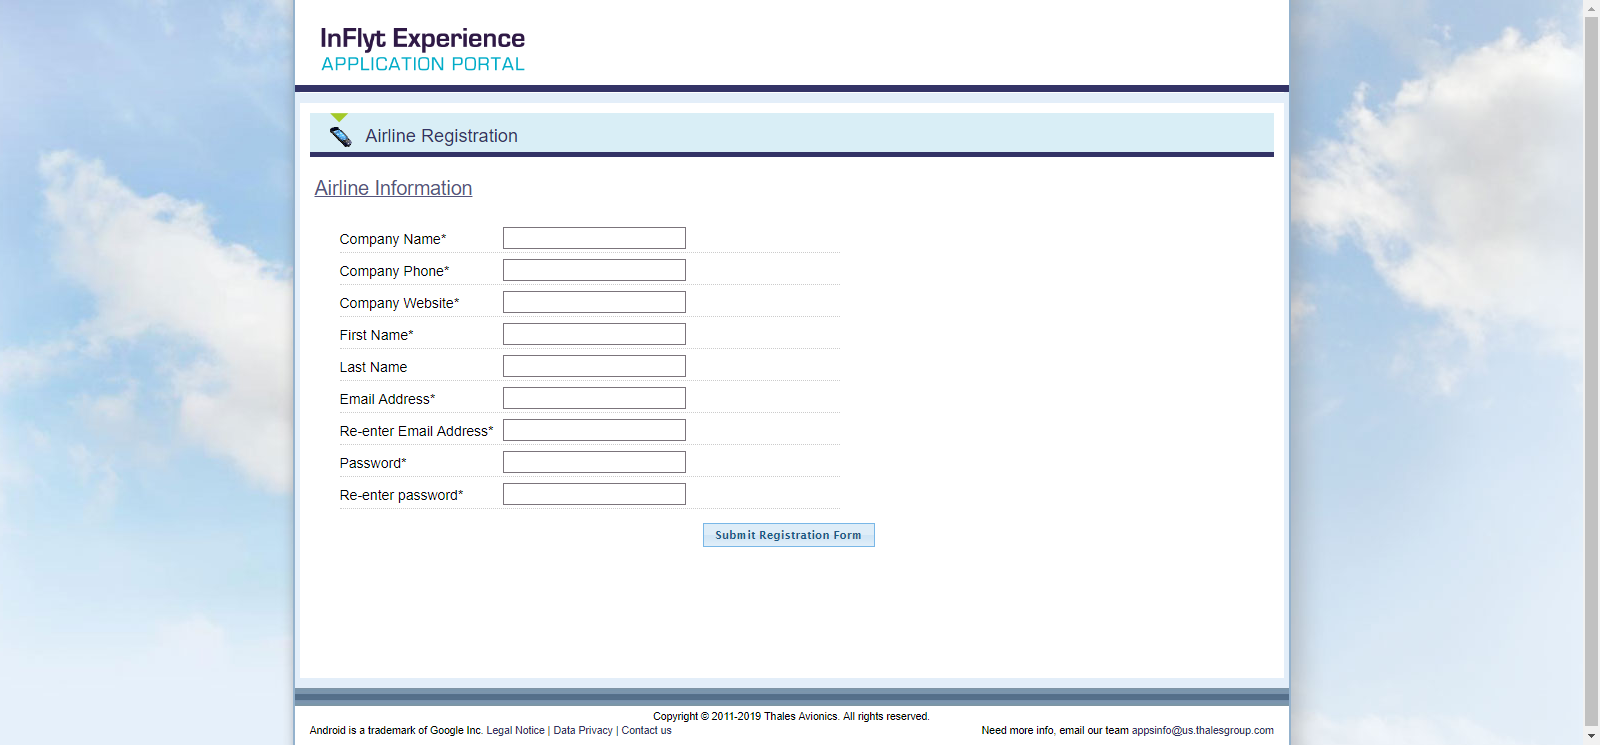 InFlyt Experience
APPLICATION PORTAL
Airline Registration
Airline Information
Company Name*
Company Phone*
Company Website*
First Name*
Last Name
Email Address*
Re-enter Email Address*
Password*
Re-enter password*
Submit Registration Form
Copyright © 2011-2019 Thales Avionics. All rights reserved.
Android is a trademark of Google Inc. Legal Notice | Data Privacy | Contact us
Need more info, email our team appsinfo@us.thalesgroup.com